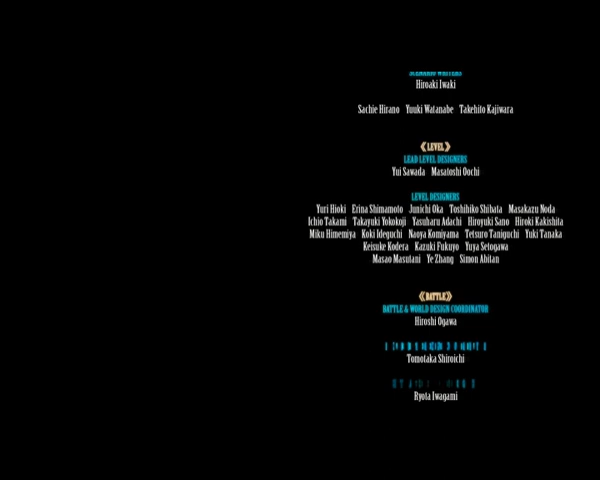 SCENARIO WRITERS
Hiroaki Iwaki
Sachie Hirano Yuuki Watanabe Takehito Kajiwara
《LEVEL》
LEAD LEVEL DESIGNERS
Yui Sawada Masatoshi Oochi
LEVEL DESIGNERS
Yuri Hioki Erina Shimamoto Junichi Oka Toshihiko Shibata Masakazu Noda
Ichio Takami Takayuki Yokokoji Yasuharu Adachi Hiroyuki Sano Hiroki Kakishita
Miku Himemiya Koki Ideguchi Naoya Komiyama Tetsuro Taniguchi Yuki Tanaka
Keisuke Kodera Kazuki Fukuyo Yuya Setogawa
Masao Masutani Ye Zhang Simon Abitan
《BATTLE》
BATTLE & WORLD DESIGN COORDINATOR
Hiroshi Ogawa
Tomotaka Shiroichi
Ryota Iwagami